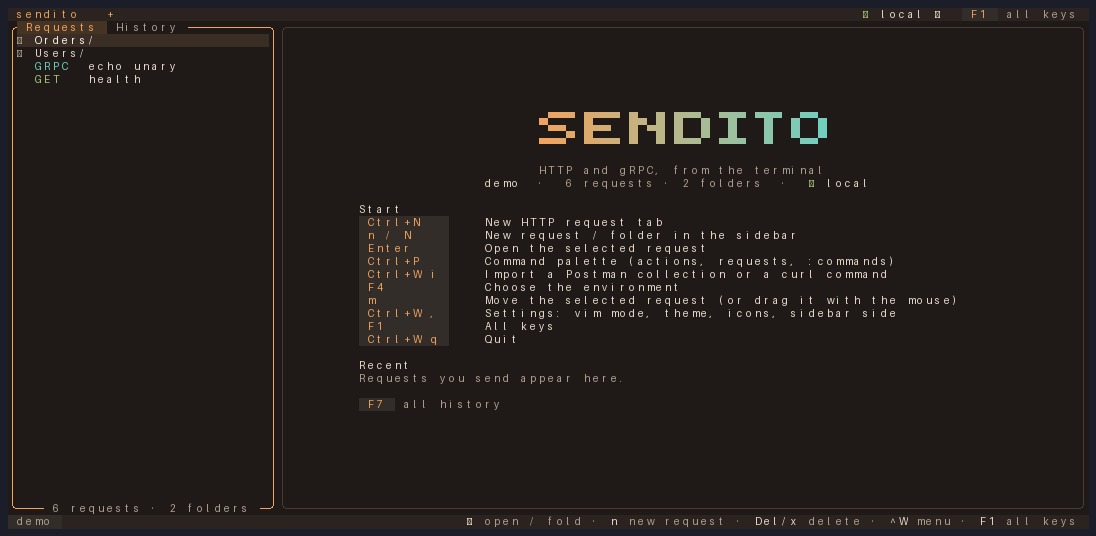 sendito + local F1 all keys
Requests History
Orders/
Users/
GRPC echo unary
GET health
SENDITO
HTTP and gRPC, from the terminal
demo · 6 requests · 2 folders · local
Start
Ctrl+N New HTTP request tab
n / N New request / folder in the sidebar
Enter Open the selected request
Ctrl+P Command palette (actions, requests, :commands)
Ctrl+W i Import a Postman collection or a curl command
F4 Choose the environment
m Move the selected request (or drag it with the mouse)
Ctrl+W , Settings: vim mode, theme, icons, sidebar side
F1 All keys
Ctrl+W q Quit
Recent
Requests you send appear here.
F7 all history
6 requests · 2 folders
demo open / fold · n new request · Del/x delete · ^W menu · F1 all keys